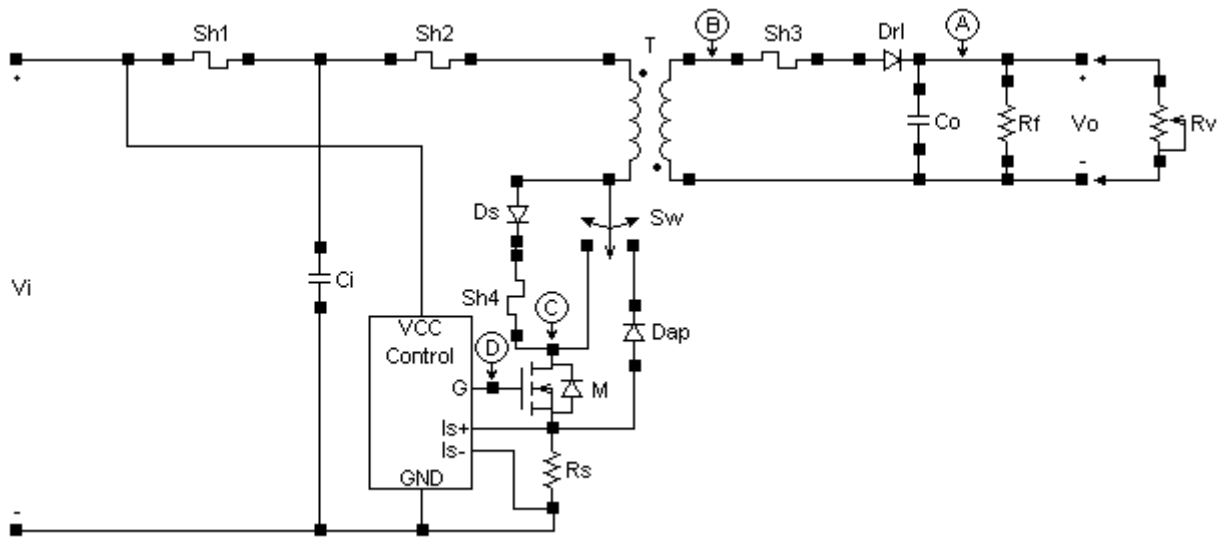 Sh1
Sh2
T
B
Sh3
Drl
A
+
Co
Rf
+
Vo
-
Rv
Ds
Sw
Vi
Ci
Sh4
C
Dap
VCC
Control
D
G
M
Is+
Is-
Rs
GND
-